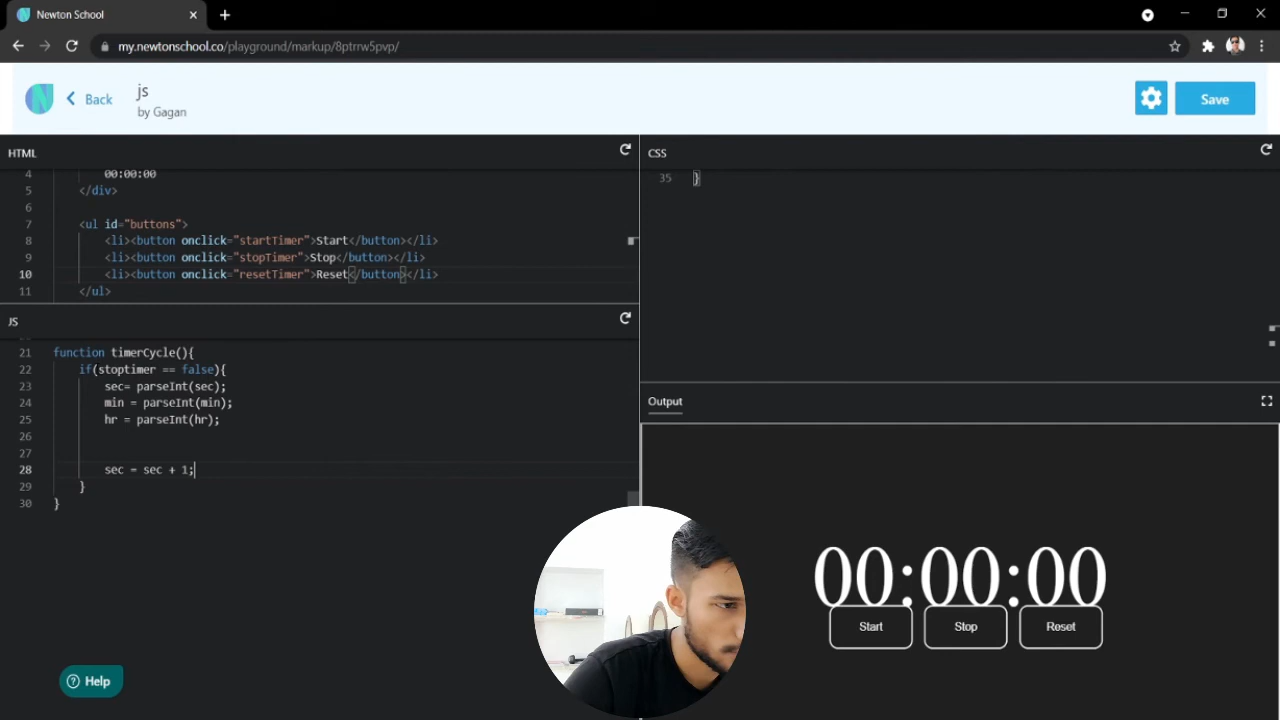 Newton School
my.newtonschool.co/playground/markup/8ptrrw5pvp/
Back
js
by Gagan
Save
HTML
4 00:00:00
5 </div>
6
7 <ul id="buttons">
8 <li><button onclick="startTimer">Start</button></li>
9 <li><button onclick="stopTimer">Stop</button></li>
10 <li><button onclick="resetTimer">Reset</button></li>
11 </ul>
JS
21 function timerCycle(){
22 if(stoptimer == false){
23 sec= parseInt(sec);
24 min = parseInt(min);
25 hr = parseInt(hr);
26
27
28 sec = sec + 1;
29 }
30 }
Help
CSS
35 }
Output
00:00:00
Start Stop Reset